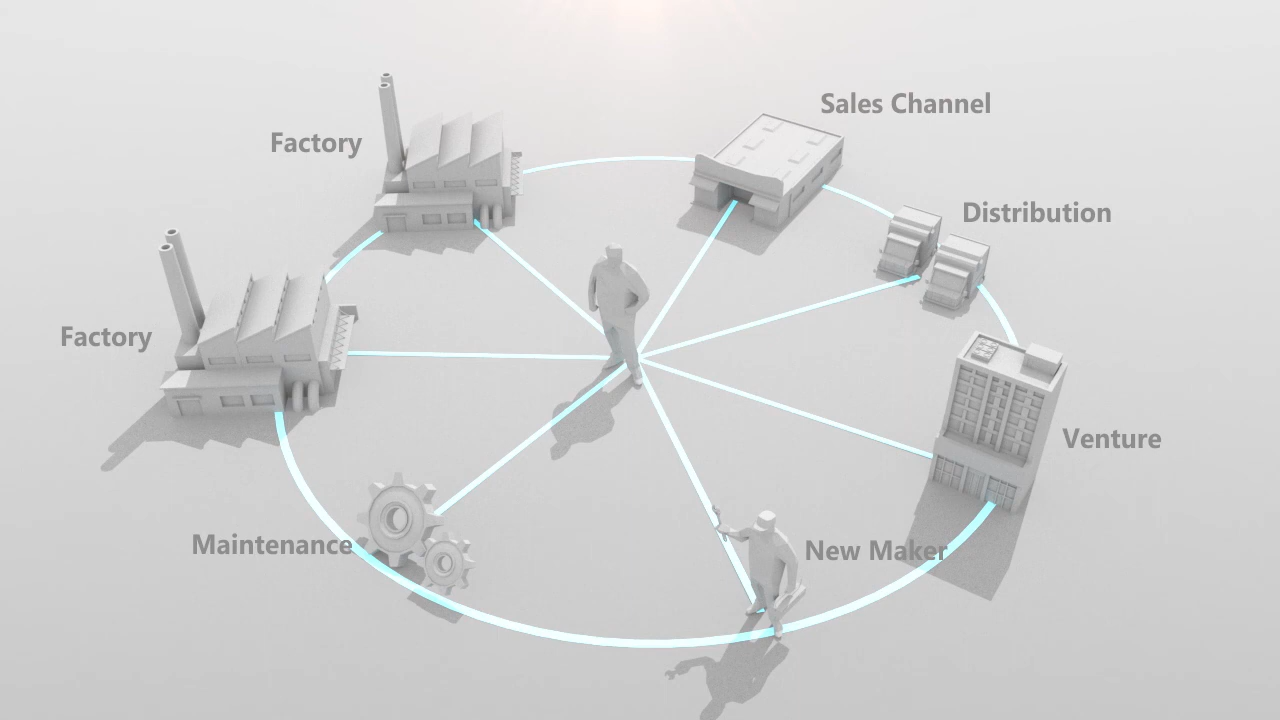 Sales Channel
Factory
Distribution
Factory
Venture
Maintenance
New Maker